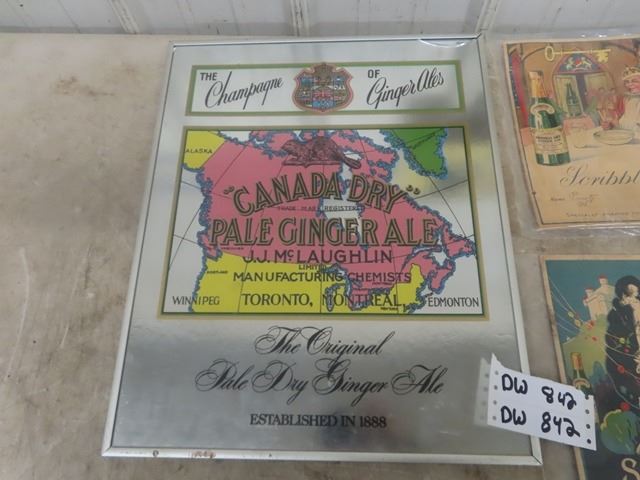 THE Champagne OF Ginger Ales
ALASKA
"CANADA DRY"
TRADE MARK REGISTERED
PALE GINGER ALE
J.J. McLAUGHLIN
LIMITED
MANUFACTURING CHEMISTS
WINNIPEG TORONTO, MONTREAL, EDMONTON
The Original
Pale Dry Ginger Ale
ESTABLISHED IN 1888
DW 842
DW 842
Scribbl